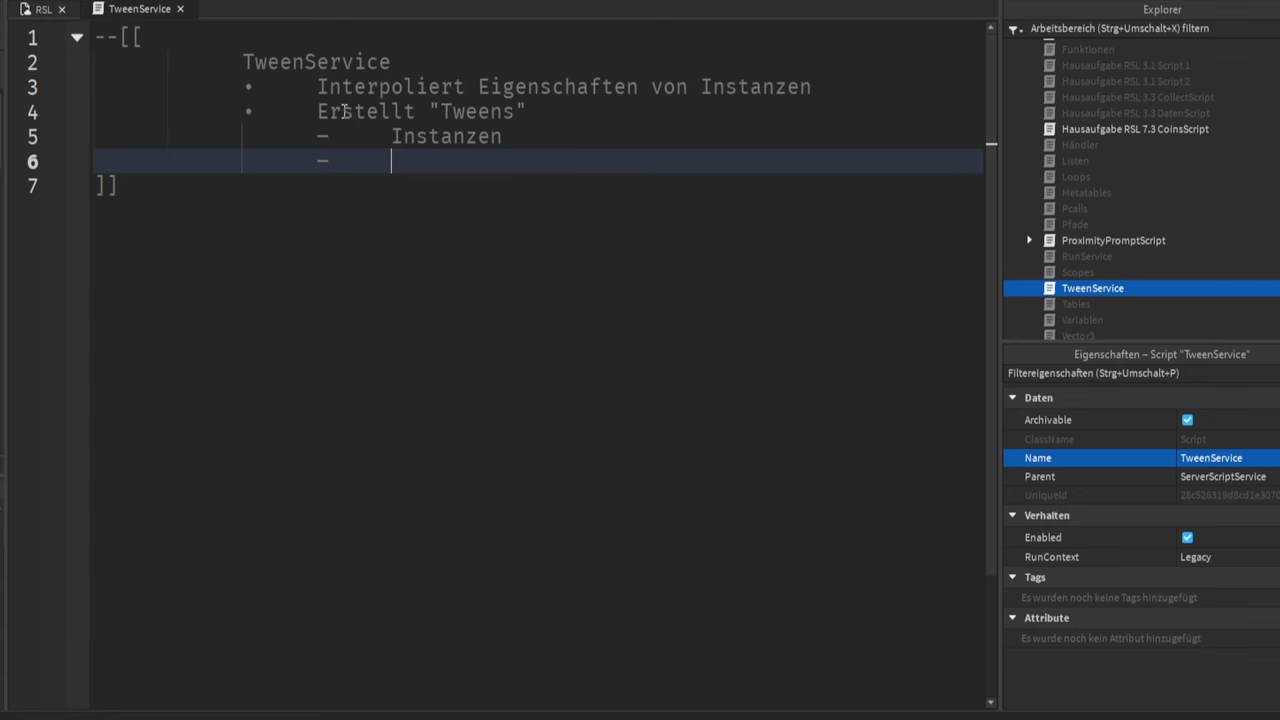 RSL
TweenService
1 --[[
2 TweenService
3 • Interpoliert Eigenschaften von Instanzen
4 • Erstellt "Tweens"
5 – Instanzen
6 –
7 ]]
Explorer
Arbeitsbereich (Strg+Umschalt+X) filtern
Funktionen
Hausaufgabe RSL 3.1 Script 1
Hausaufgabe RSL 3.1 Script 2
Hausaufgabe RSL 3.3 CollectScript
Hausaufgabe RSL 3.3 DatenScript
Hausaufgabe RSL 7.3 CoinsScript
Händler
Listen
Loops
Metatables
Pcalls
Pfade
ProximityPromptScript
RunService
Scopes
TweenService
Tables
Variablen
Vector3
Eigenschaften – Script "TweenService"
Filtereigenschaften (Strg+Umschalt+P)
Daten
Archivable
ClassName Script
Name TweenService
Parent ServerScriptService
UniqueId 28c526319d8cd1e3070
Verhalten
Enabled
RunContext Legacy
Tags
Es wurden noch keine Tags hinzugefügt
Attribute
Es wurde noch kein Attribut hinzugefügt